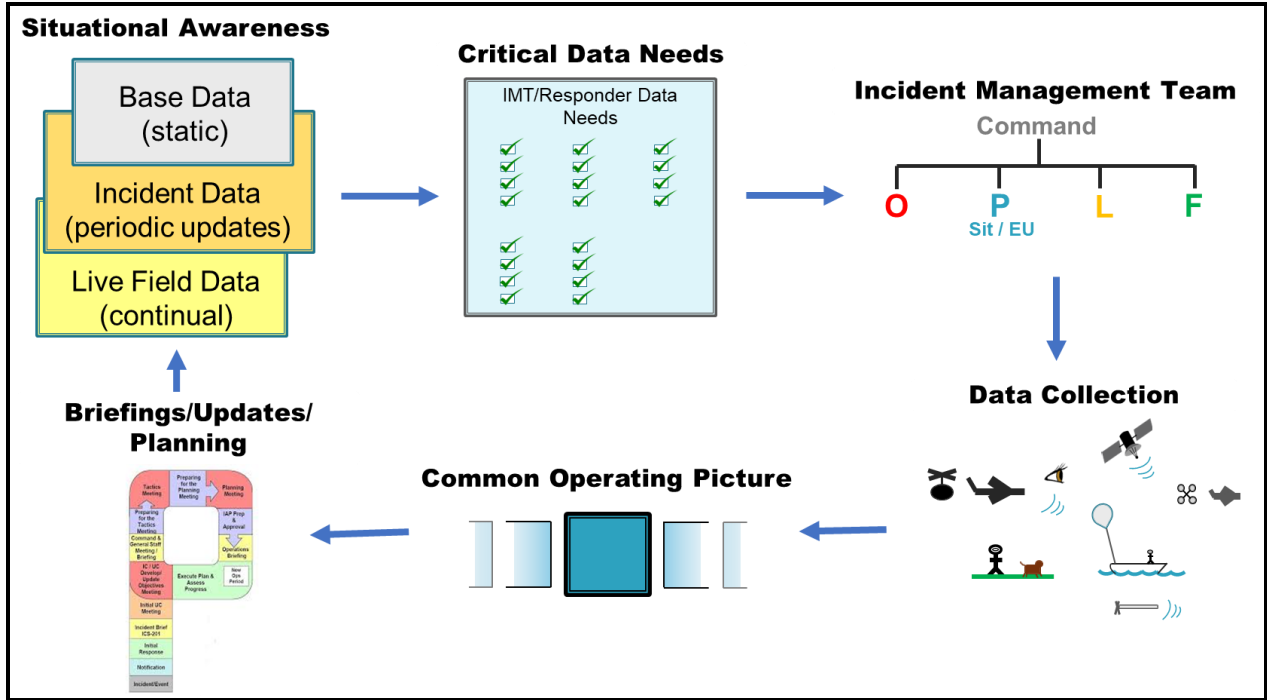 Situational Awareness
Base Data
(static)
Incident Data
(periodic updates)
Live Field Data
(continual)
Critical Data Needs
IMT/Responder Data
Needs
Incident Management Team
Command
O
P
L
F
Sit / EU
Data Collection
Common Operating Picture
Briefings/Updates/
Planning
Tactics
Meeting
Preparing
for the
Planning
Meeting
Planning
Meeting
Preparing
for the
Tactics
Meeting
IAP Prep
&
Approval
Command &
General Staff
Meeting /
Briefing
Operations
Briefing
IC / UC
Develop/
Update
Objectives
Meeting
Execute Plan &
Assess
Progress
New
Ops
Period
Initial UC
Meeting
Incident Brief
ICS-201
Initial
Response
Notification
Incident/Event